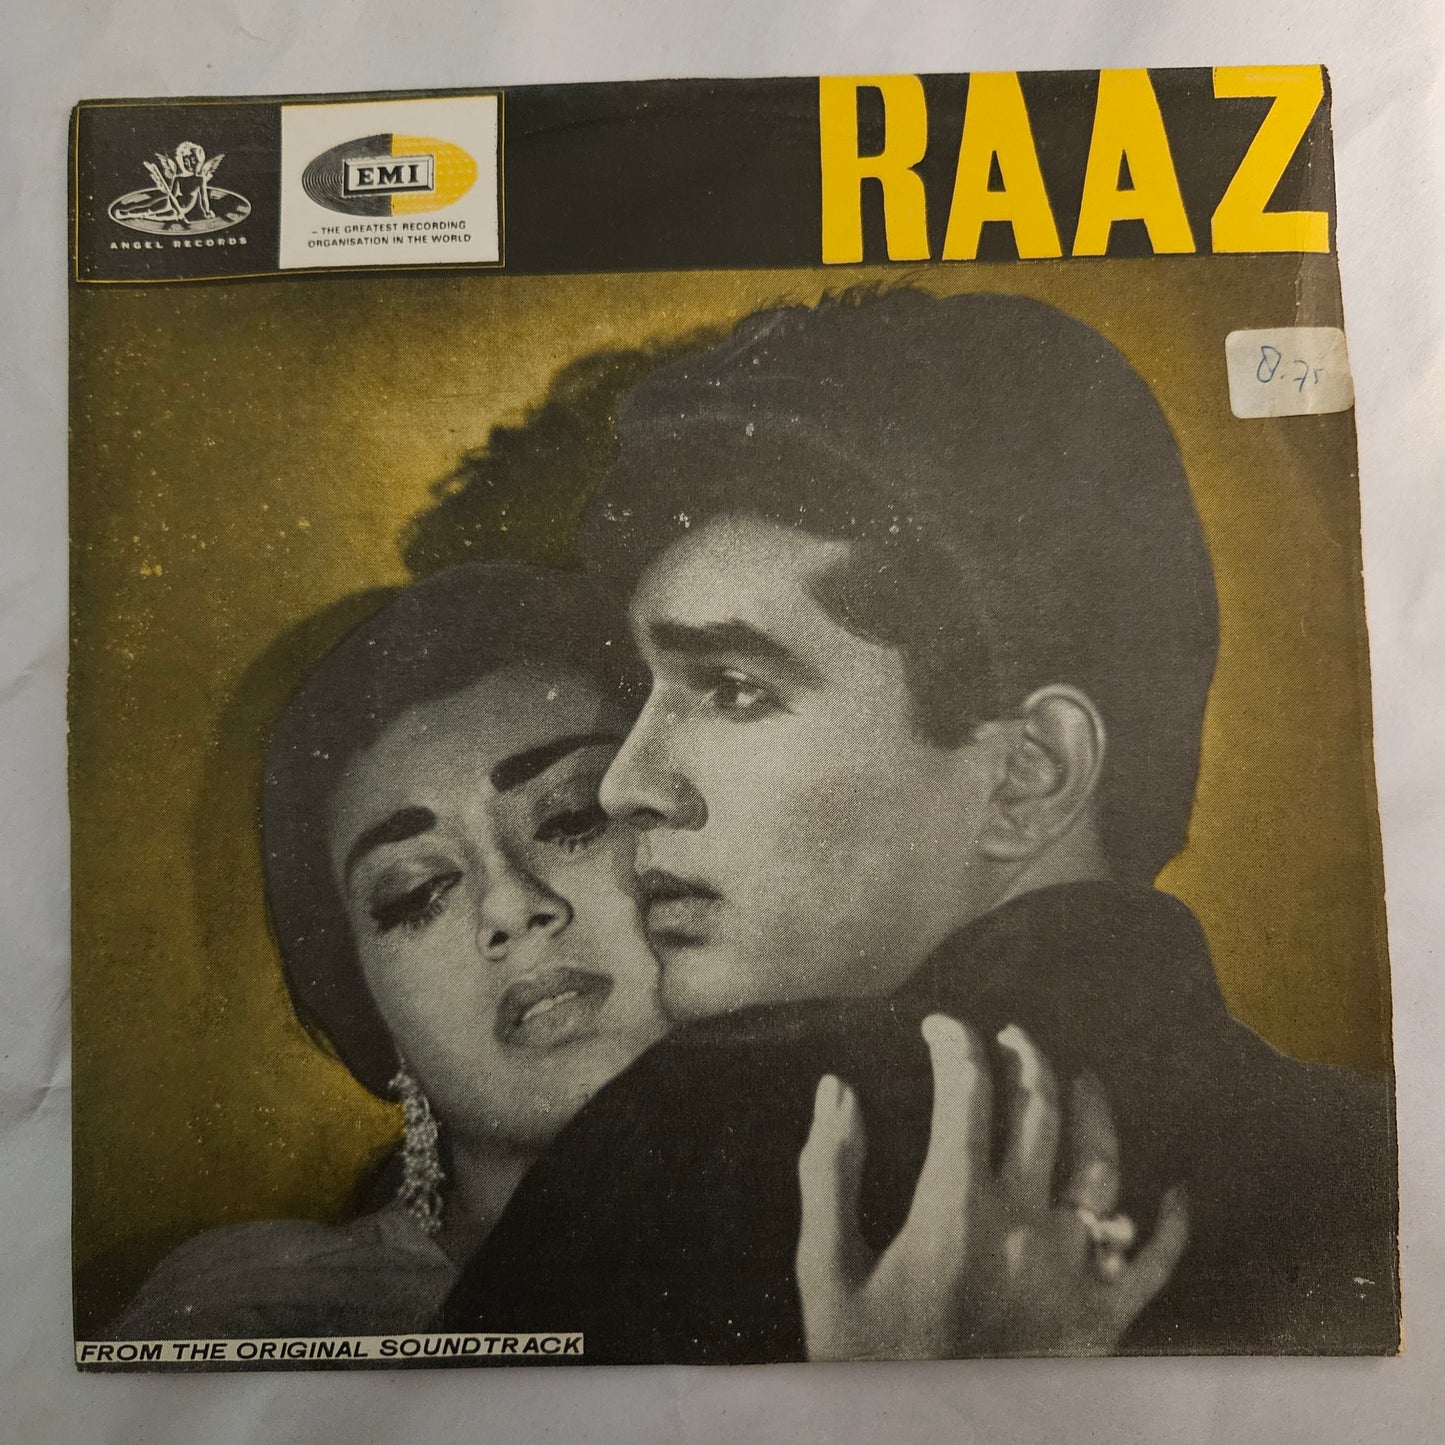 RAAZ
ANGEL RECORDS
EMI
– THE GREATEST RECORDING
ORGANISATION IN THE WORLD
8.75
FROM THE ORIGINAL SOUNDTRACK